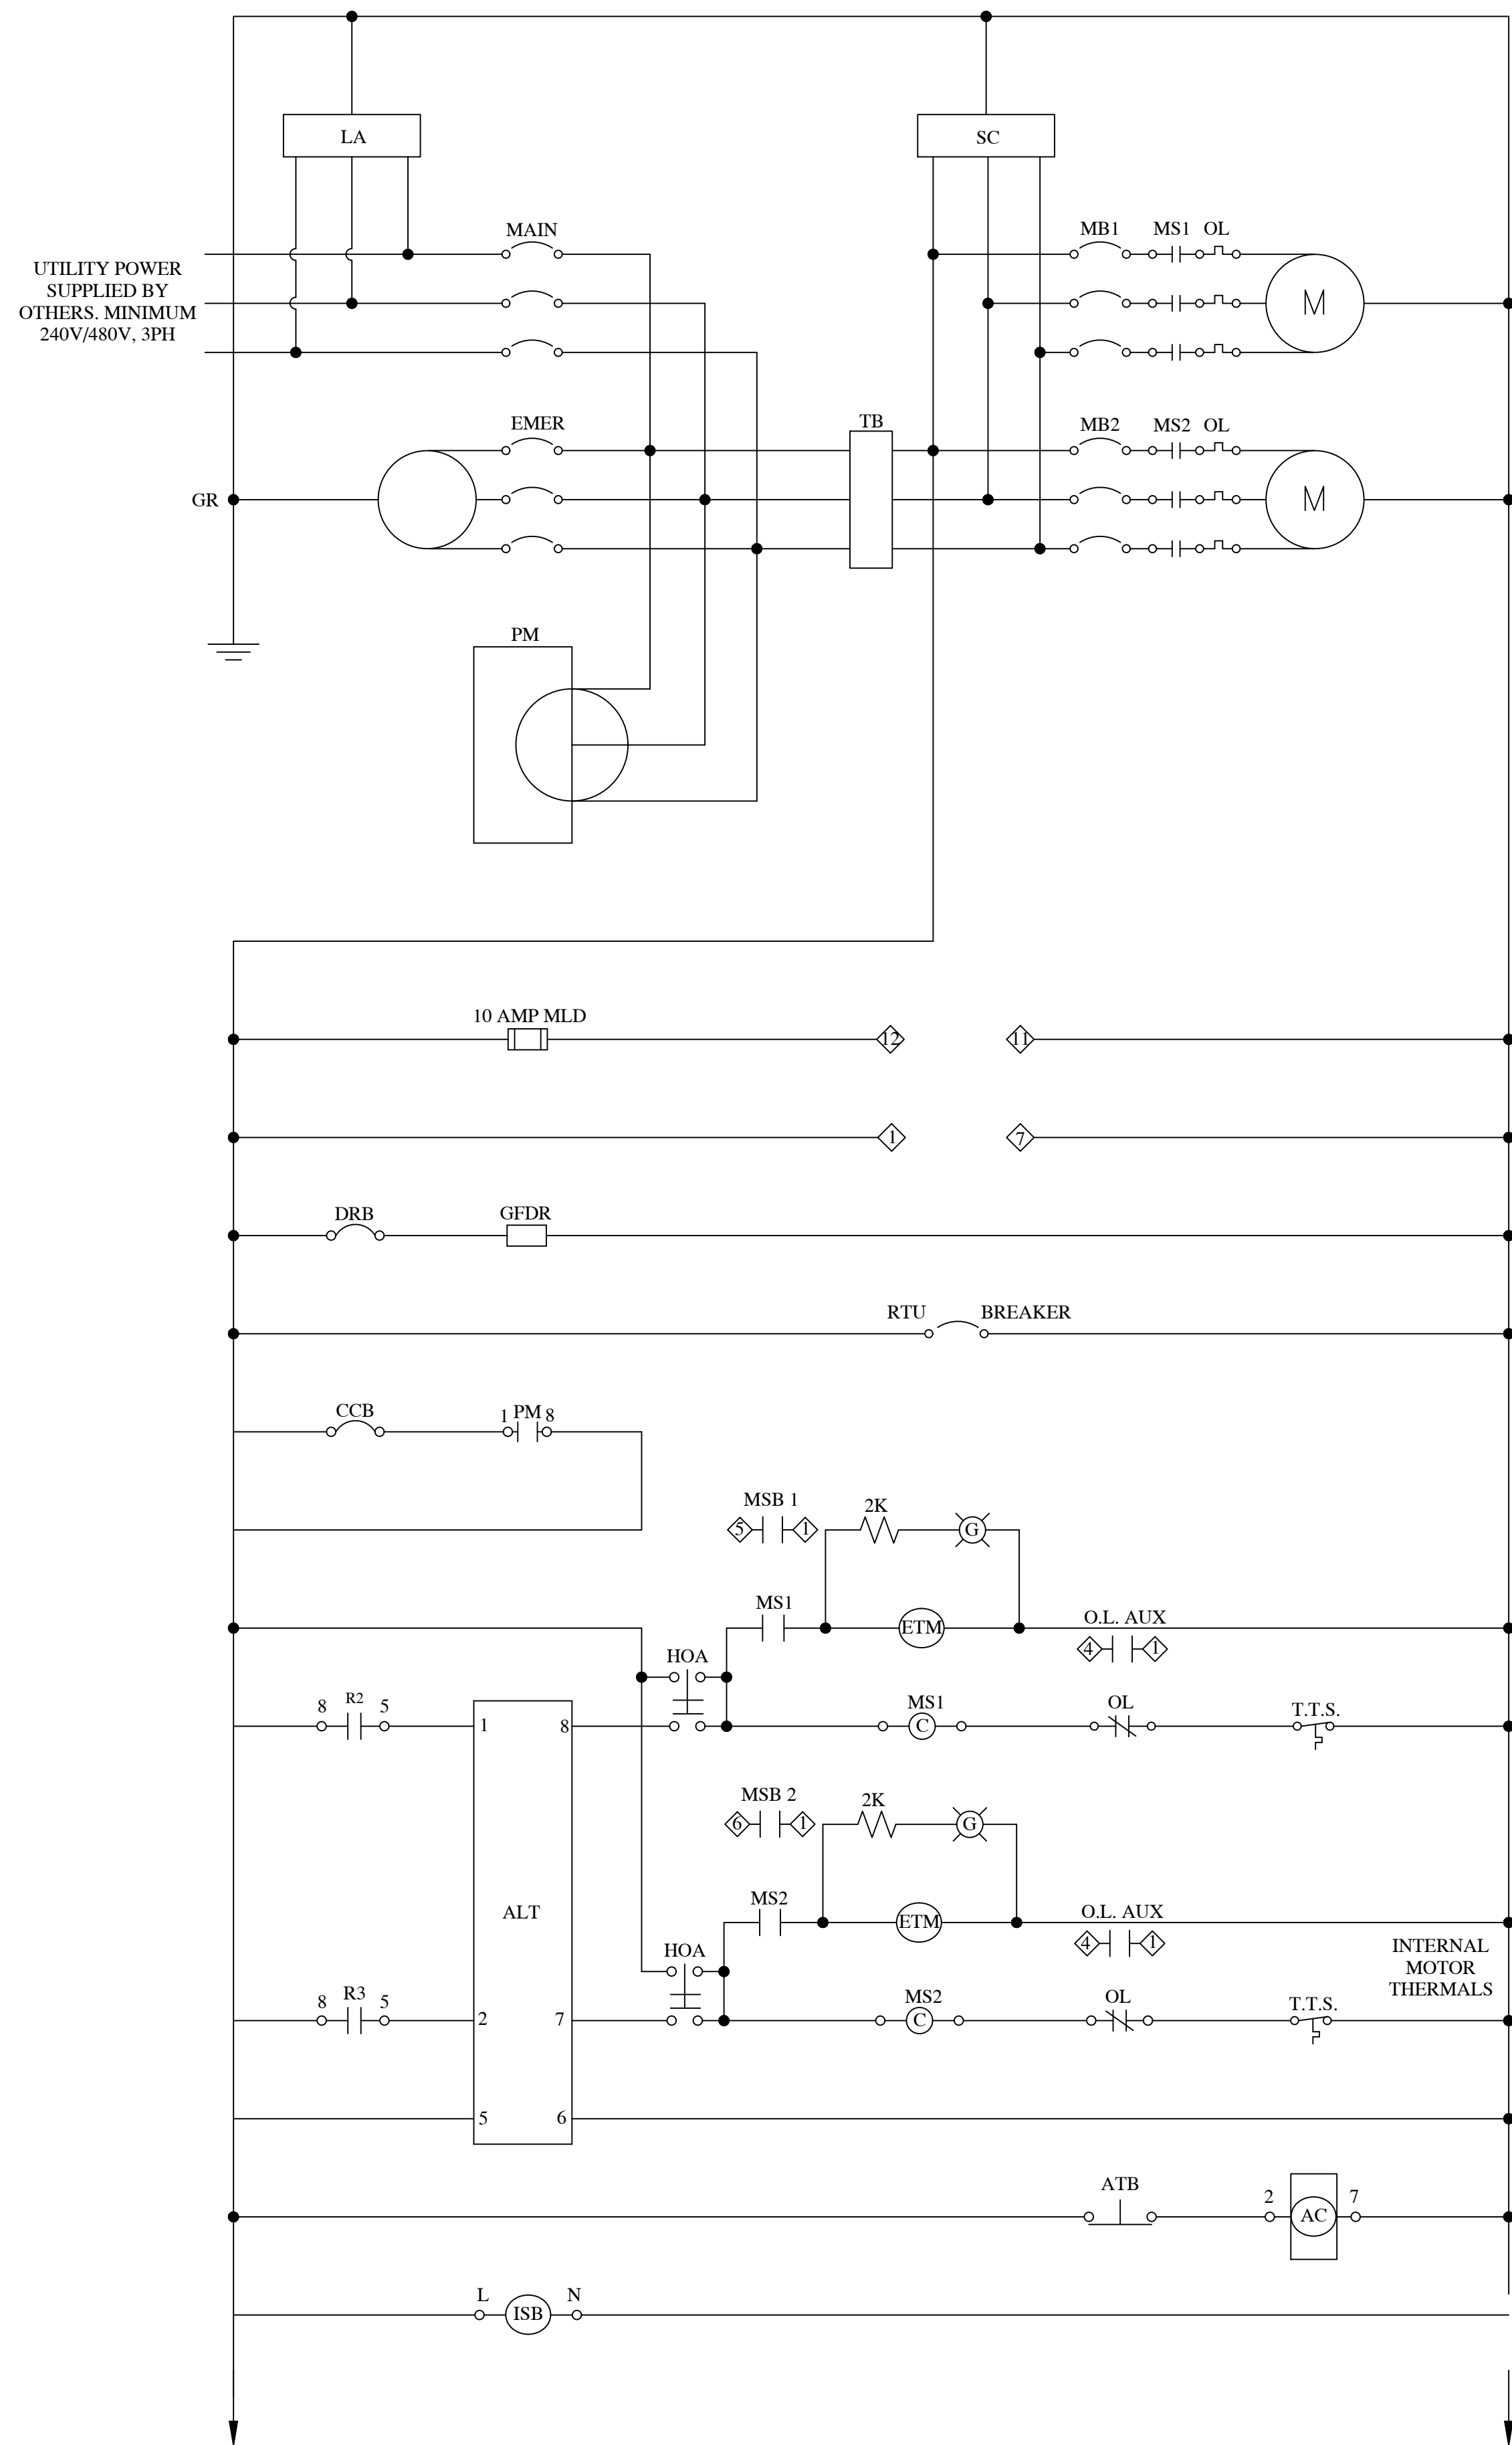 LA
SC
MAIN
MB1 MS1 OL
UTILITY POWER
SUPPLIED BY
OTHERS. MINIMUM
240V/480V, 3PH
M
EMER
TB
MB2 MS2 OL
GR
M
PM
10 AMP MLD
12 11
1 7
DRB GFDR
RTU BREAKER
CCB 1 PM 8
MSB 1 2K
5 1 G
MS1 O.L. AUX
ETM
4 1
HOA
8 R2 5 1 8 MS1 OL T.T.S.
C
MSB 2 2K
6 1 G
MS2 O.L. AUX
ALT ETM
4 1
HOA
INTERNAL
MOTOR
THERMALS
8 R3 5 2 7 MS2 OL T.T.S.
C
5 6
ATB 2 AC 7
L ISB N